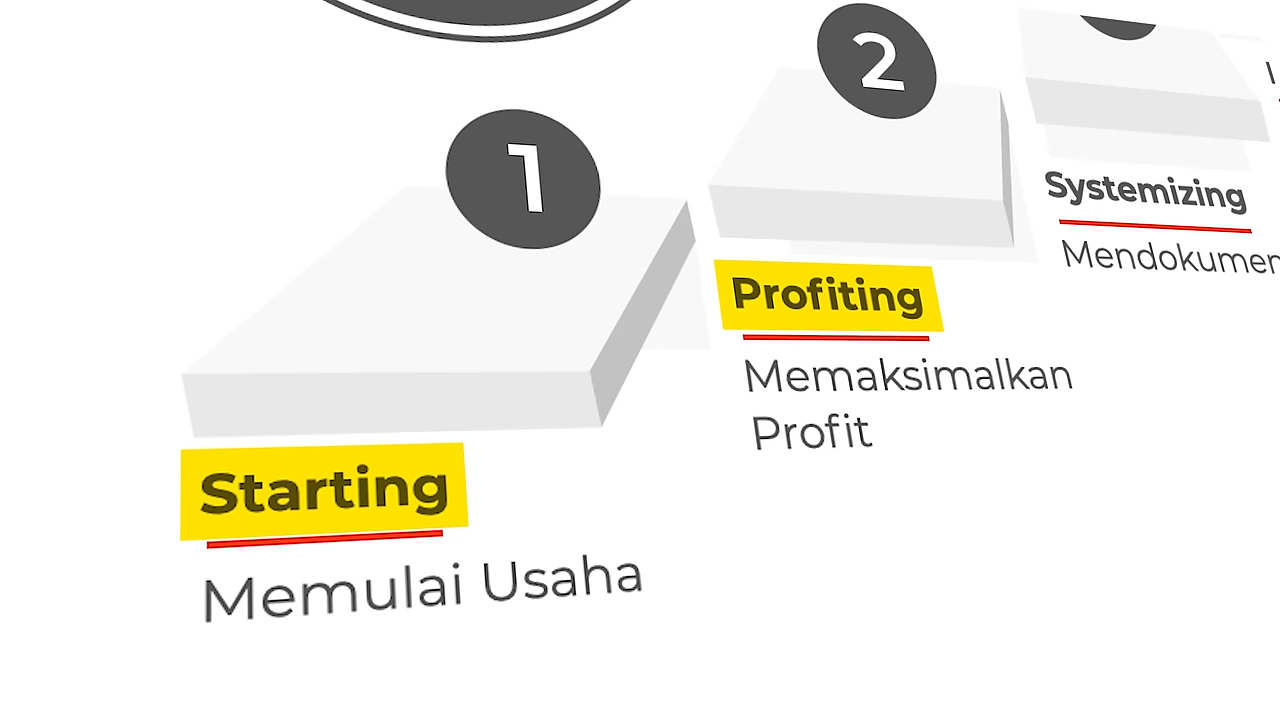 1
Starting
Memulai Usaha
2
Profiting
Memaksimalkan
Profit
Systemizing